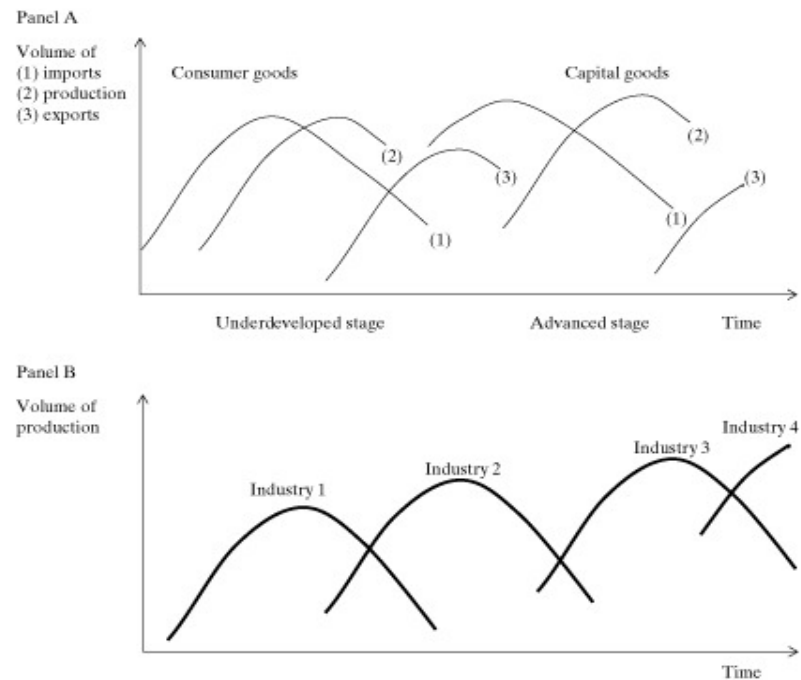 Panel A
Volume of
(1) imports
(2) production
(3) exports
Consumer goods
Capital goods
(2)
(3)
(1)
(2)
(3)
(1)
Underdeveloped stage
Advanced stage
Time
Panel B
Volume of
production
Industry 1
Industry 2
Industry 3
Industry 4
Time